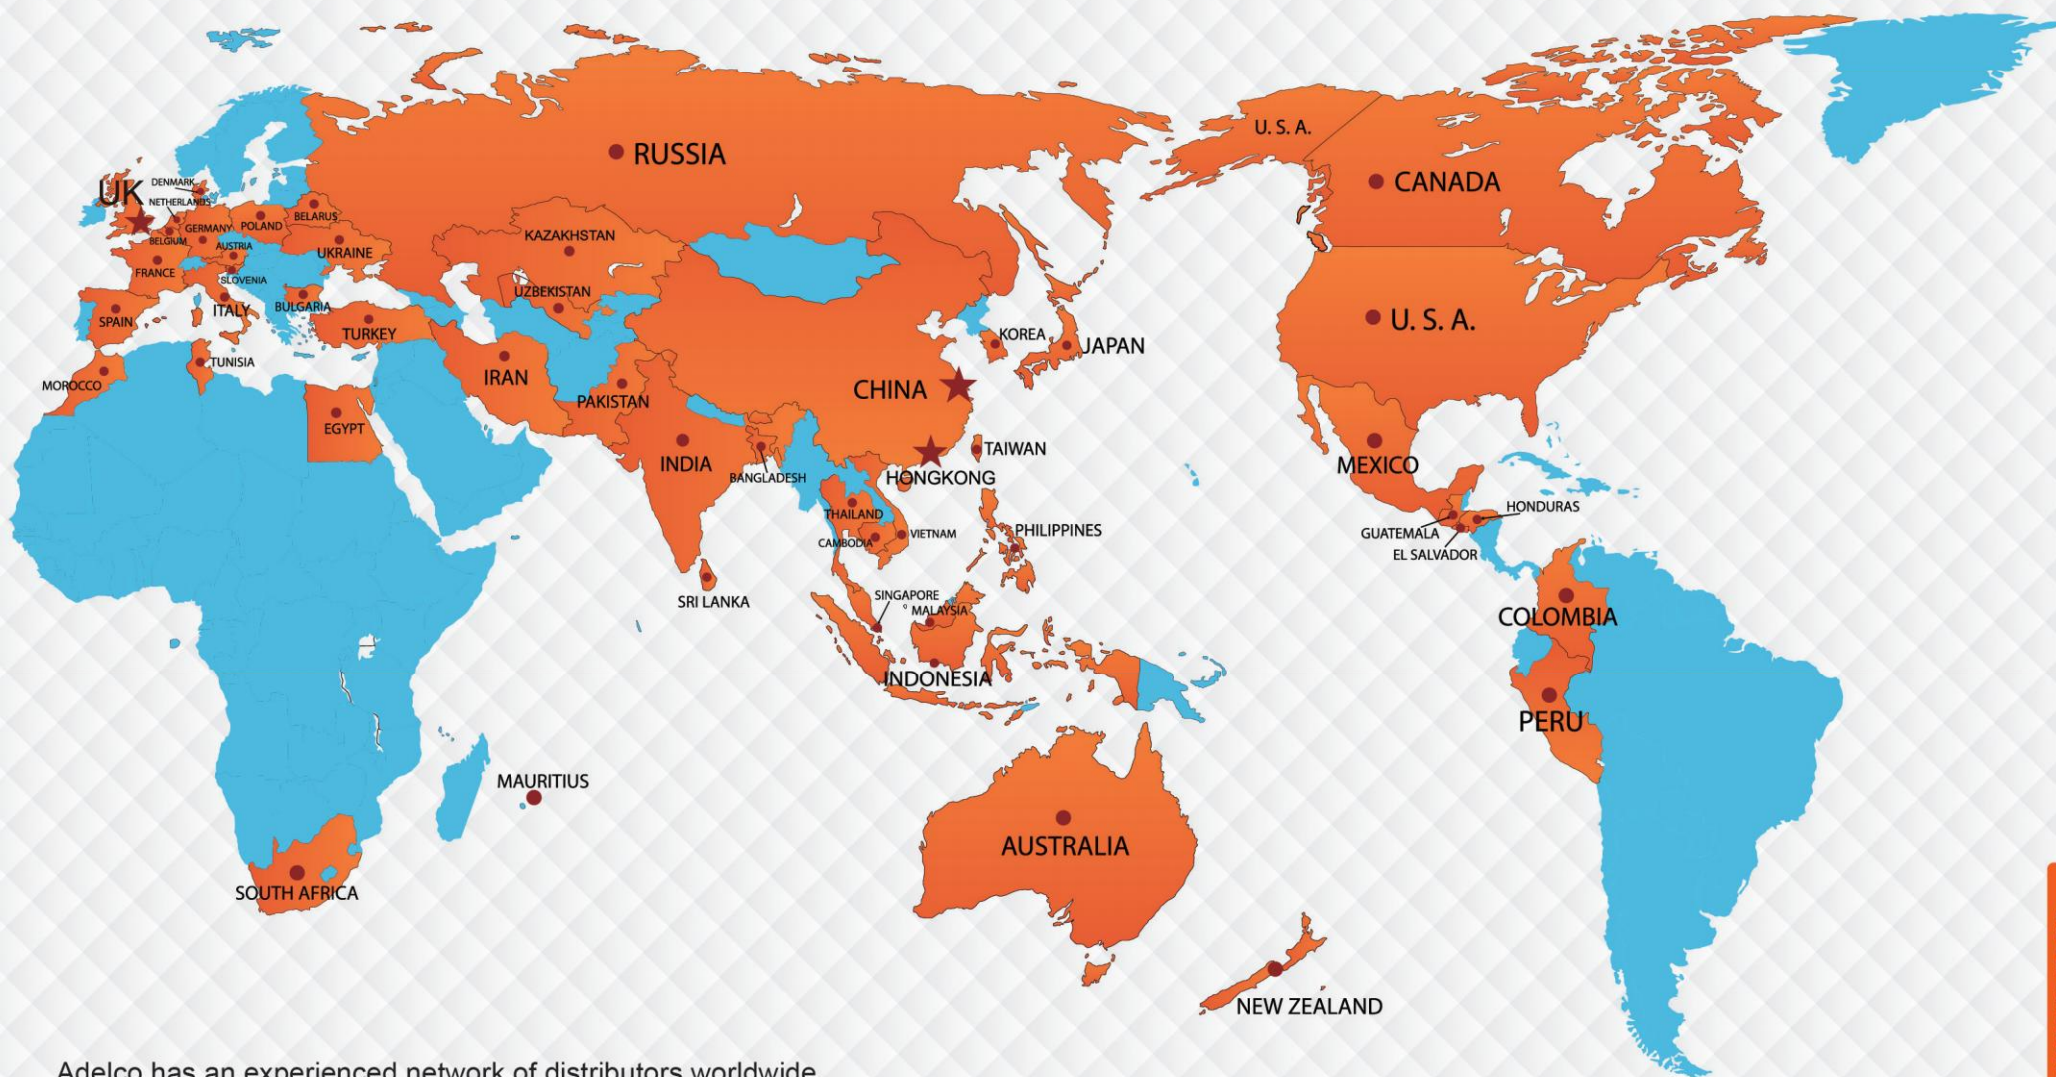 RUSSIA
U. S. A.
CANADA
UK
DENMARK
NETHERLANDS
BELGIUM
GERMANY
POLAND
BELARUS
AUSTRIA
UKRAINE
FRANCE
SLOVENIA
SPAIN
ITALY
BULGARIA
TURKEY
KAZAKHSTAN
UZBEKISTAN
U. S. A.
KOREA
JAPAN
TUNISIA
MOROCCO
IRAN
PAKISTAN
CHINA
EGYPT
INDIA
BANGLADESH
TAIWAN
HONGKONG
MEXICO
THAILAND
CAMBODIA
VIETNAM
PHILIPPINES
GUATEMALA
HONDURAS
EL SALVADOR
SRI LANKA
SINGAPORE
MALAYSIA
COLOMBIA
INDONESIA
PERU
MAURITIUS
AUSTRALIA
SOUTH AFRICA
NEW ZEALAND
Adelco has an experienced network of distributors worldwide